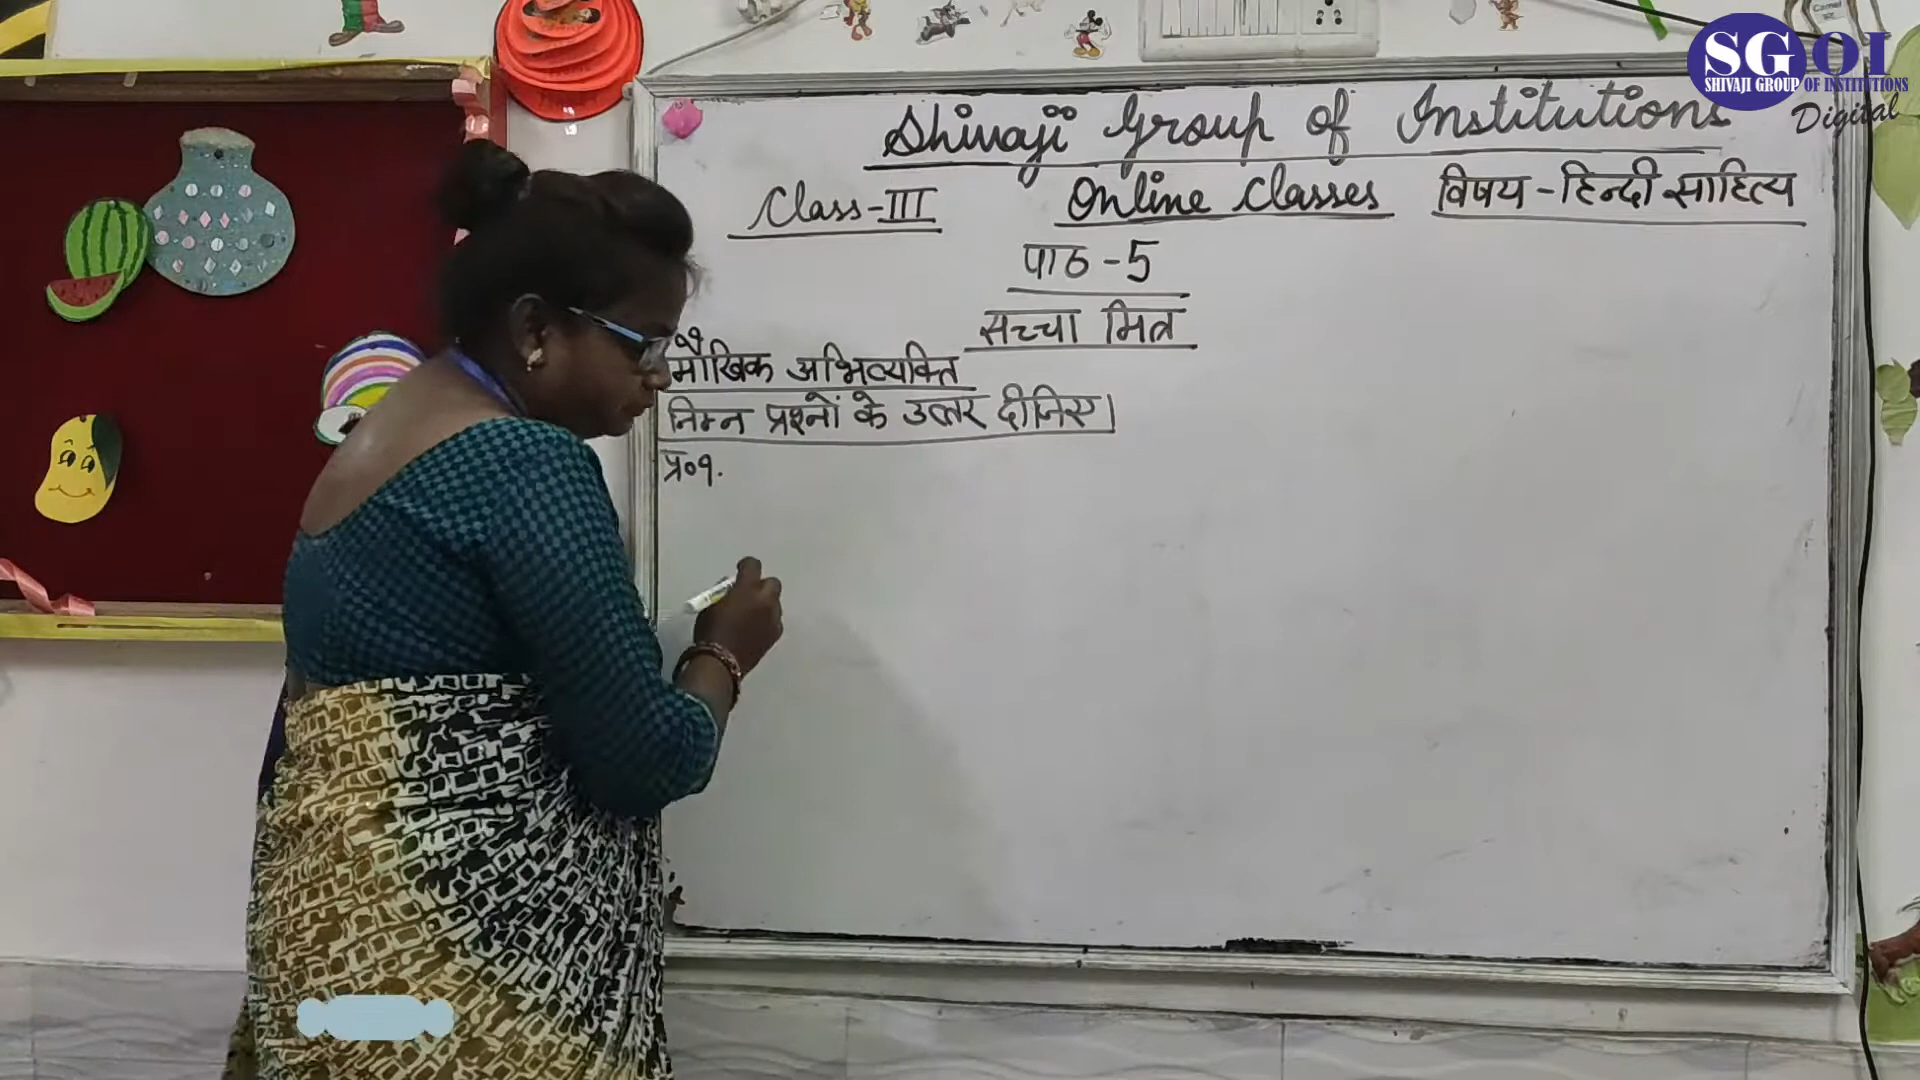 SGOI
SHIVAJI GROUP OF INSTITUTIONS
Digital
Shivaji Group of Institutions
Class-III Online Classes विषय-हिन्दी साहित्य
पाठ-5
सच्चा मित्र
मौखिक अभिव्यक्ति
निम्न प्रश्नों के उत्तर दीजिए।
प्र०१.